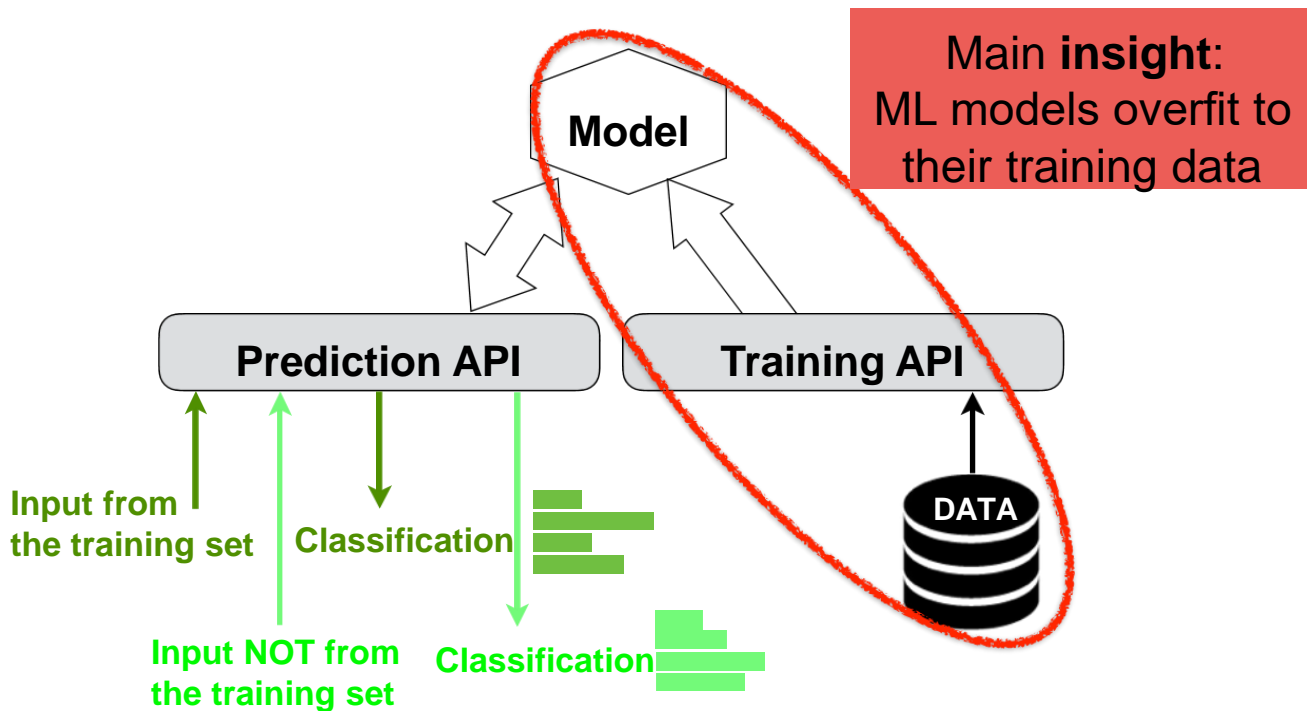 Main insight:
ML models overfit to
their training data
Model
Prediction API
Training API
DATA
Input from
the training set
Classification
Input NOT from
the training set
Classification